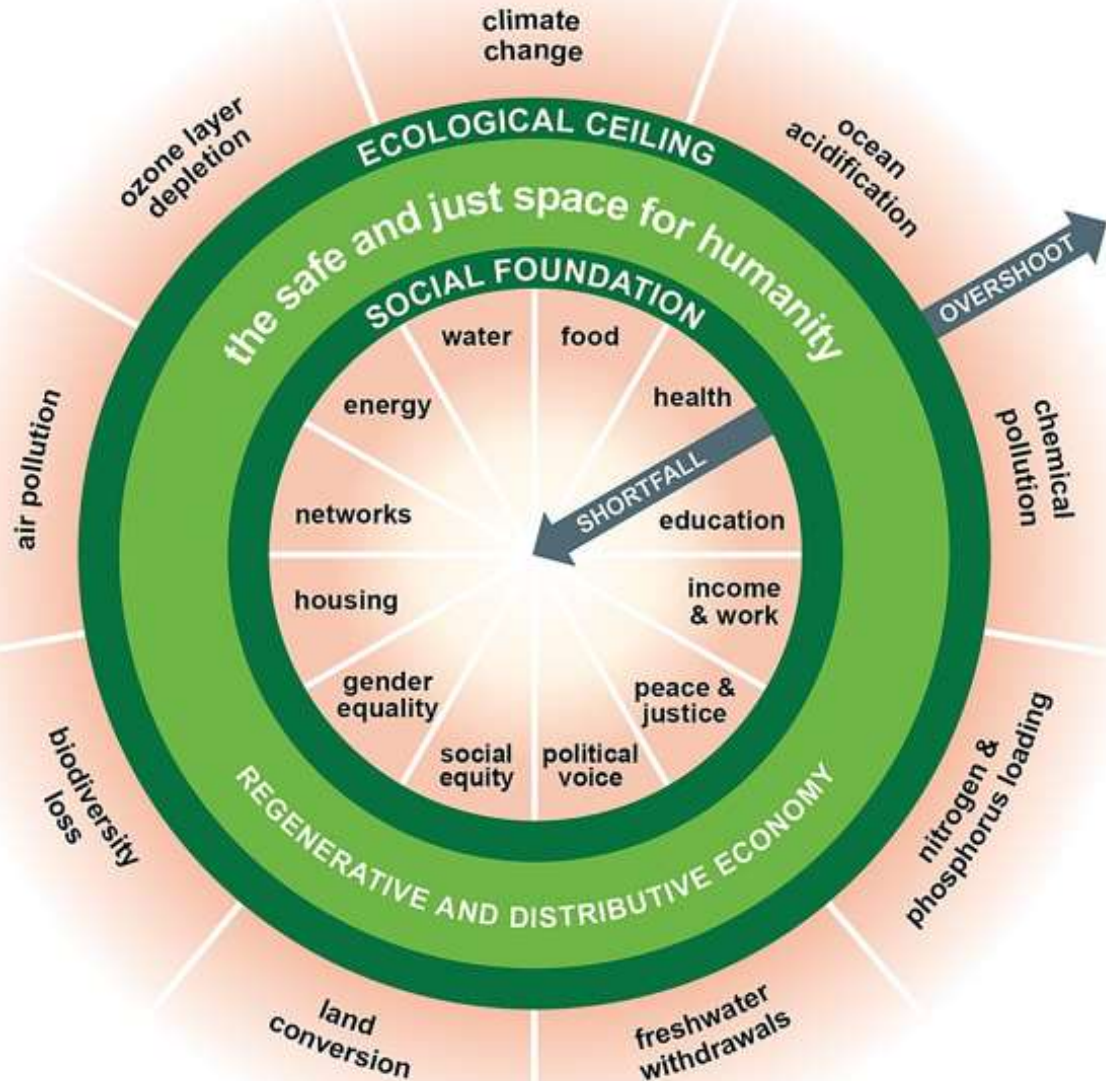 climate
change
ozone layer
depletion
ocean
acidification
ECOLOGICAL CEILING
the safe and just space for humanity
SOCIAL FOUNDATION
OVERSHOOT
water
food
energy
health
SHORTFALL
networks
education
housing
income
& work
gender
equality
peace &
justice
social
equity
political
voice
air pollution
chemical
pollution
REGENERATIVE AND DISTRIBUTIVE ECONOMY
biodiversity
loss
nitrogen &
phosphorus loading
land
conversion
freshwater
withdrawals